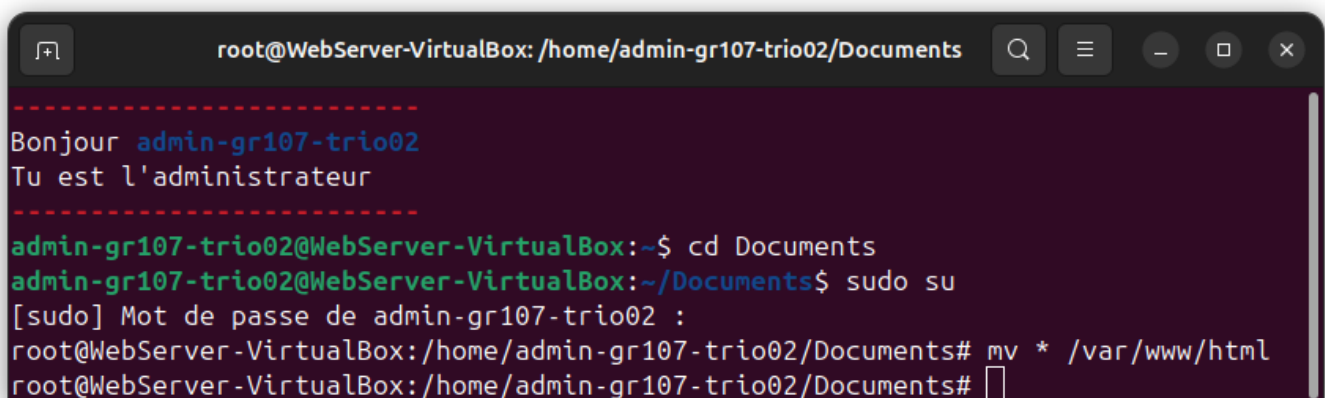 root@WebServer-VirtualBox: /home/admin-gr107-trio02/Documents
--------------------------
Bonjour admin-gr107-trio02
Tu est l'administrateur
--------------------------
admin-gr107-trio02@WebServer-VirtualBox:~$ cd Documents
admin-gr107-trio02@WebServer-VirtualBox:~/Documents$ sudo su
[sudo] Mot de passe de admin-gr107-trio02 :
root@WebServer-VirtualBox:/home/admin-gr107-trio02/Documents# mv * /var/www/html
root@WebServer-VirtualBox:/home/admin-gr107-trio02/Documents#